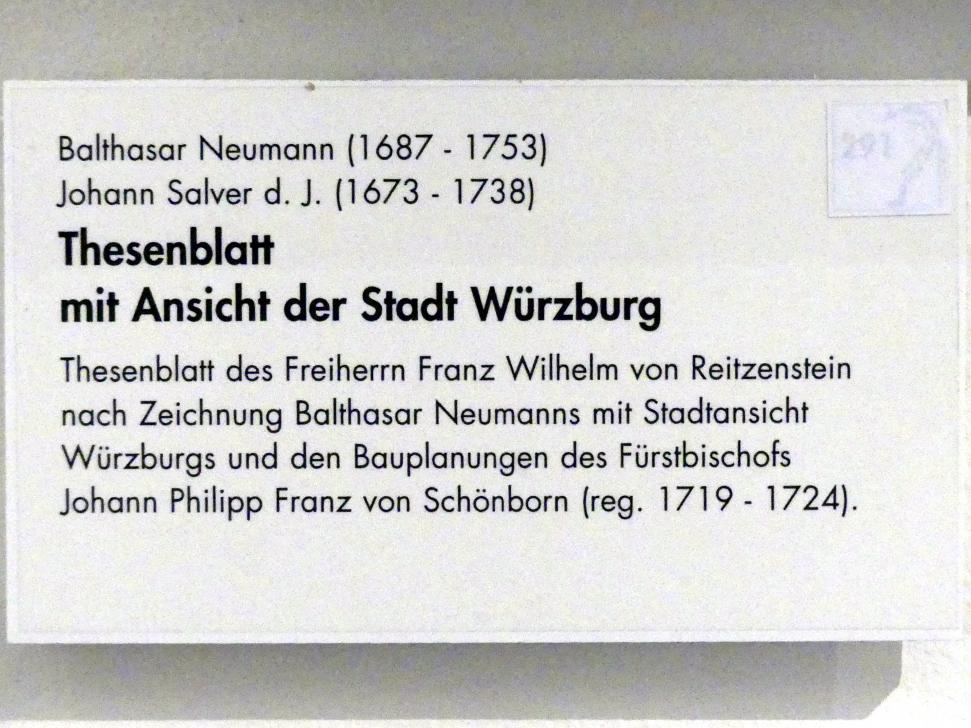 Balthasar Neumann (1687 - 1753)
Johann Salver d. J. (1673 - 1738)
Thesenblatt
mit Ansicht der Stadt Würzburg
Thesenblatt des Freiherrn Franz Wilhelm von Reitzenstein
nach Zeichnung Balthasar Neumanns mit Stadtansicht
Würzburgs und den Bauplanungen des Fürstbischofs
Johann Philipp Franz von Schönborn (reg. 1719 - 1724).